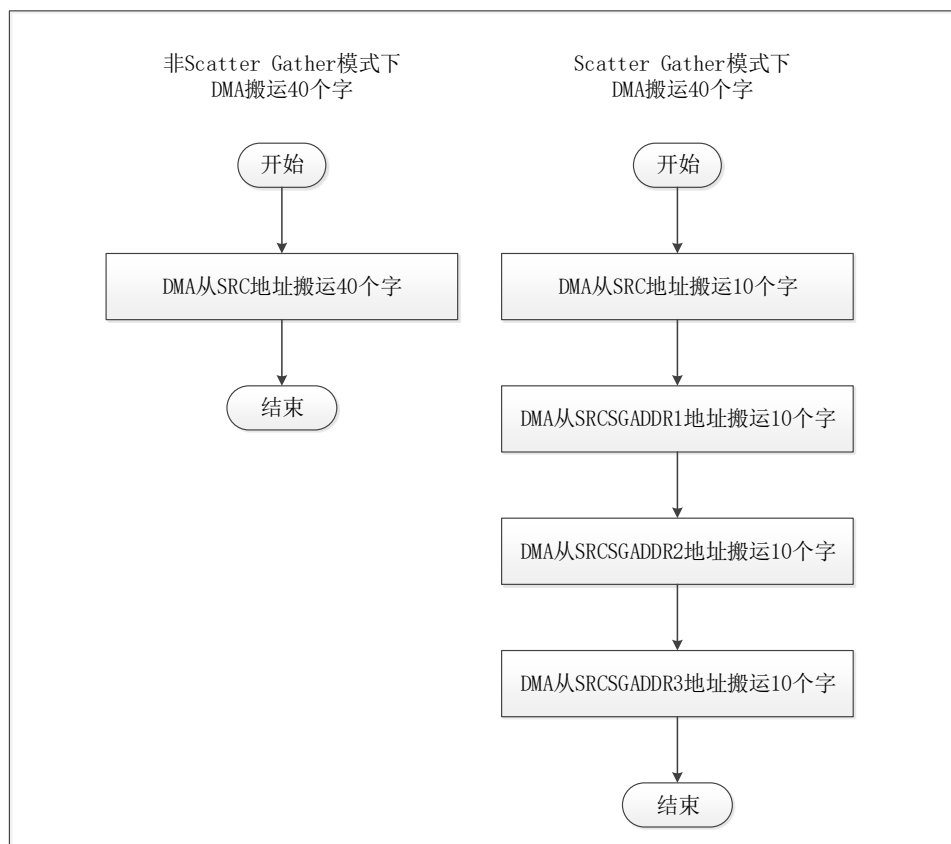 非Scatter Gather模式下
DMA搬运40个字
开始
DMA从SRC地址搬运40个字
结束
Scatter Gather模式下
DMA搬运40个字
开始
DMA从SRC地址搬运10个字
DMA从SRCSGADDR1地址搬运10个字
DMA从SRCSGADDR2地址搬运10个字
DMA从SRCSGADDR3地址搬运10个字
结束